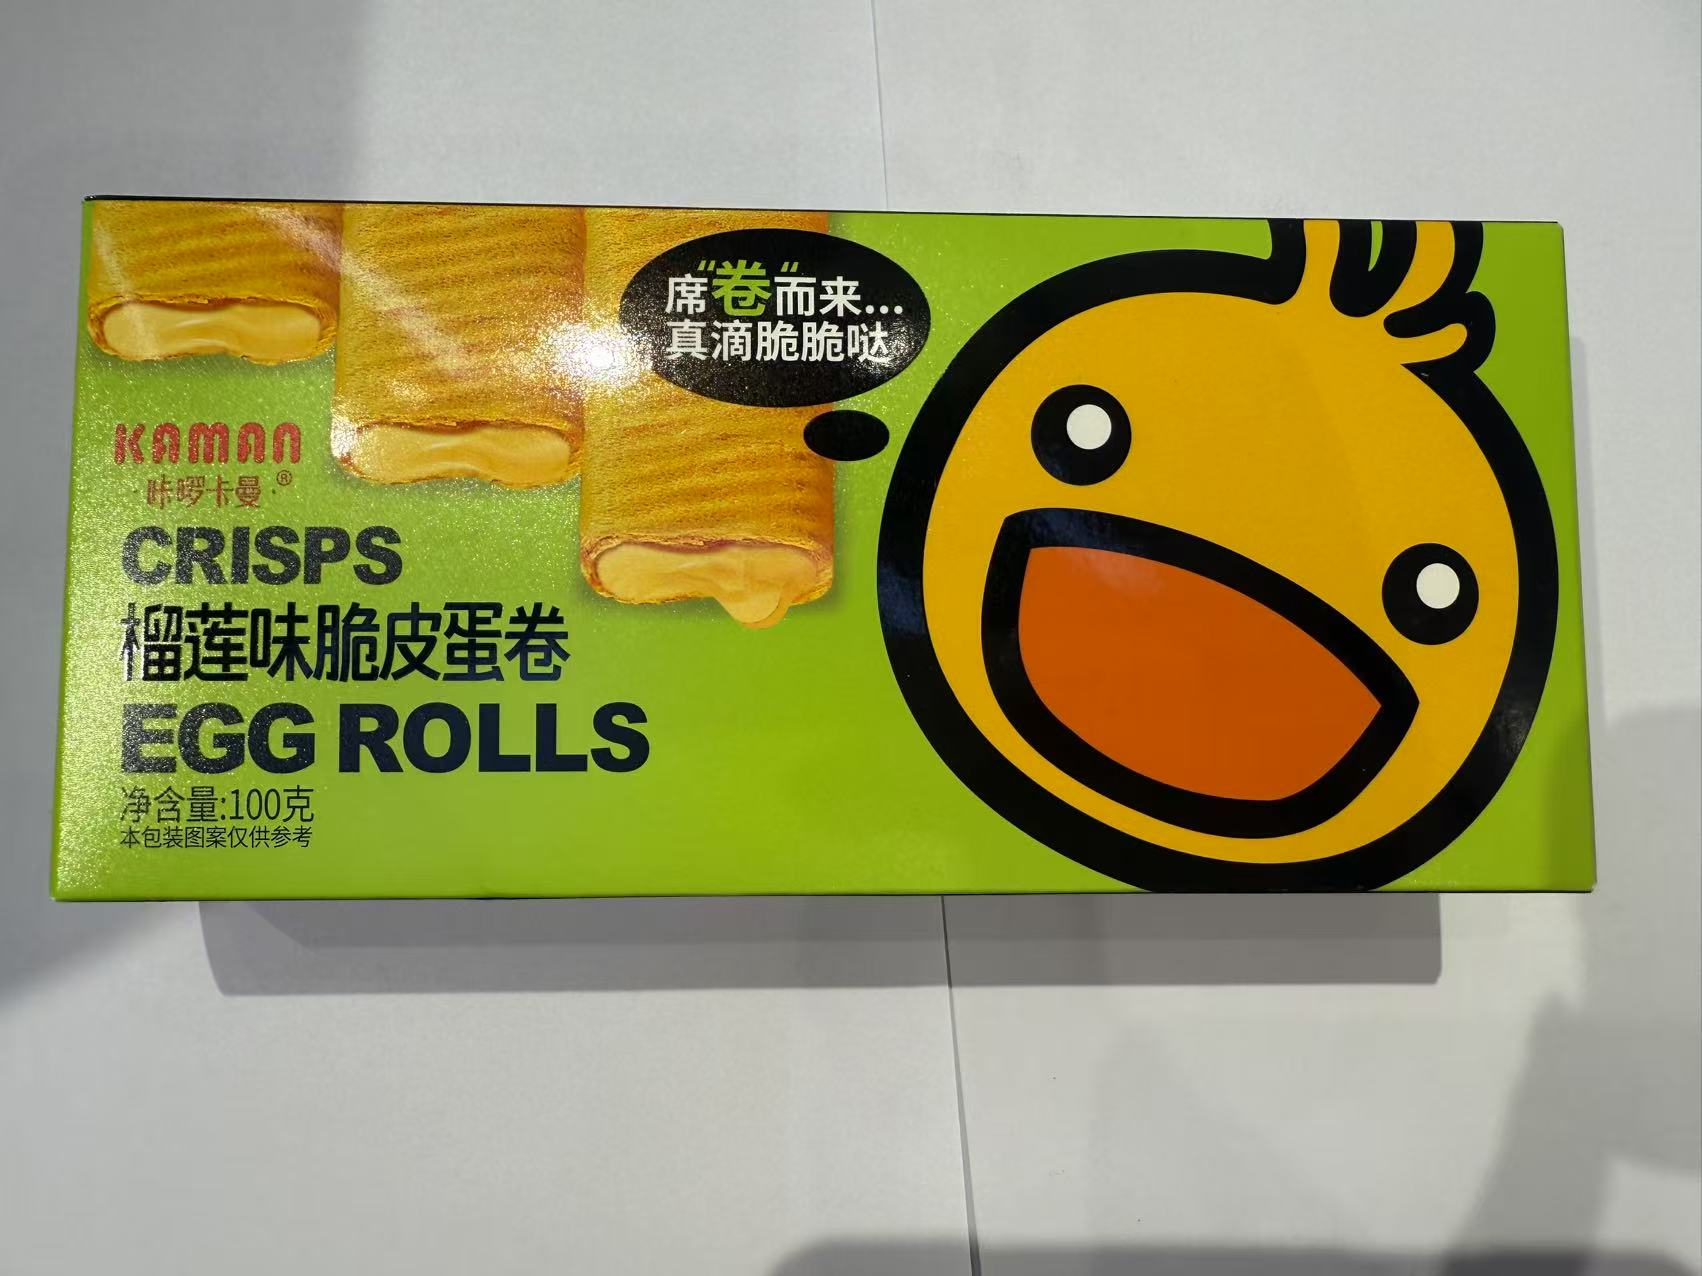 席“卷“而来...
真滴脆脆哒
KAMAN
·咔啰卡曼·®
CRISPS
榴莲味脆皮蛋卷
EGG ROLLS
净含量:100克
本包装图案仅供参考